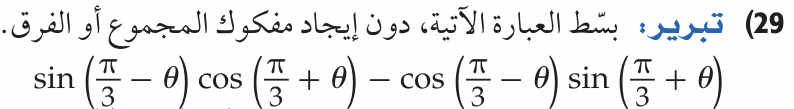 29) تبرير: بسّط العبارة الآتية، دون إيجاد مفكوك المجموع أو الفرق.
sin (π/3 − θ) cos (π/3 + θ) − cos (π/3 − θ) sin (π/3 + θ)